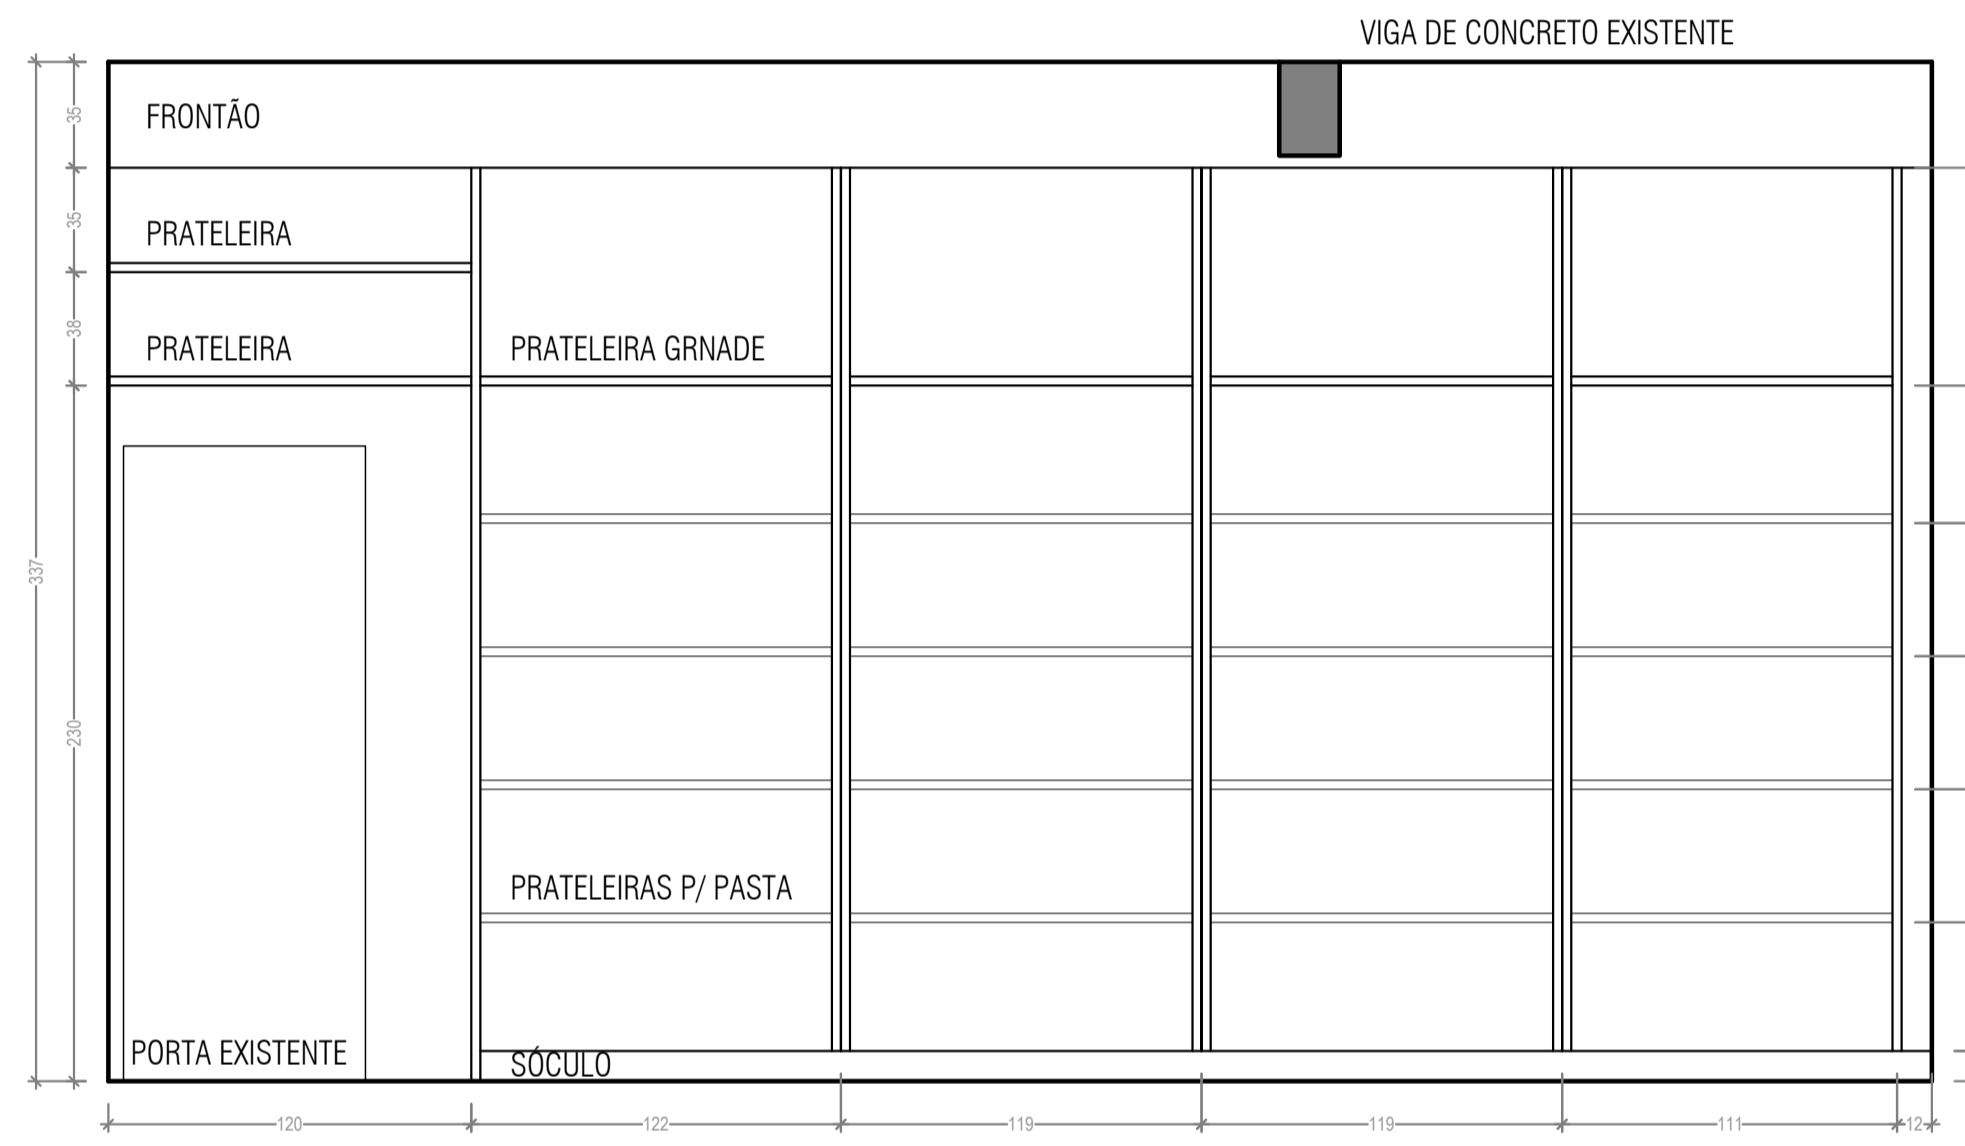 VIGA DE CONCRETO EXISTENTE
FRONTÃO
35
PRATELEIRA
35
PRATELEIRA
PRATELEIRA GRNADE
38
337
230
PRATELEIRAS P/ PASTA
PORTA EXISTENTE
SÓCULO
120
122
119
119
111
12